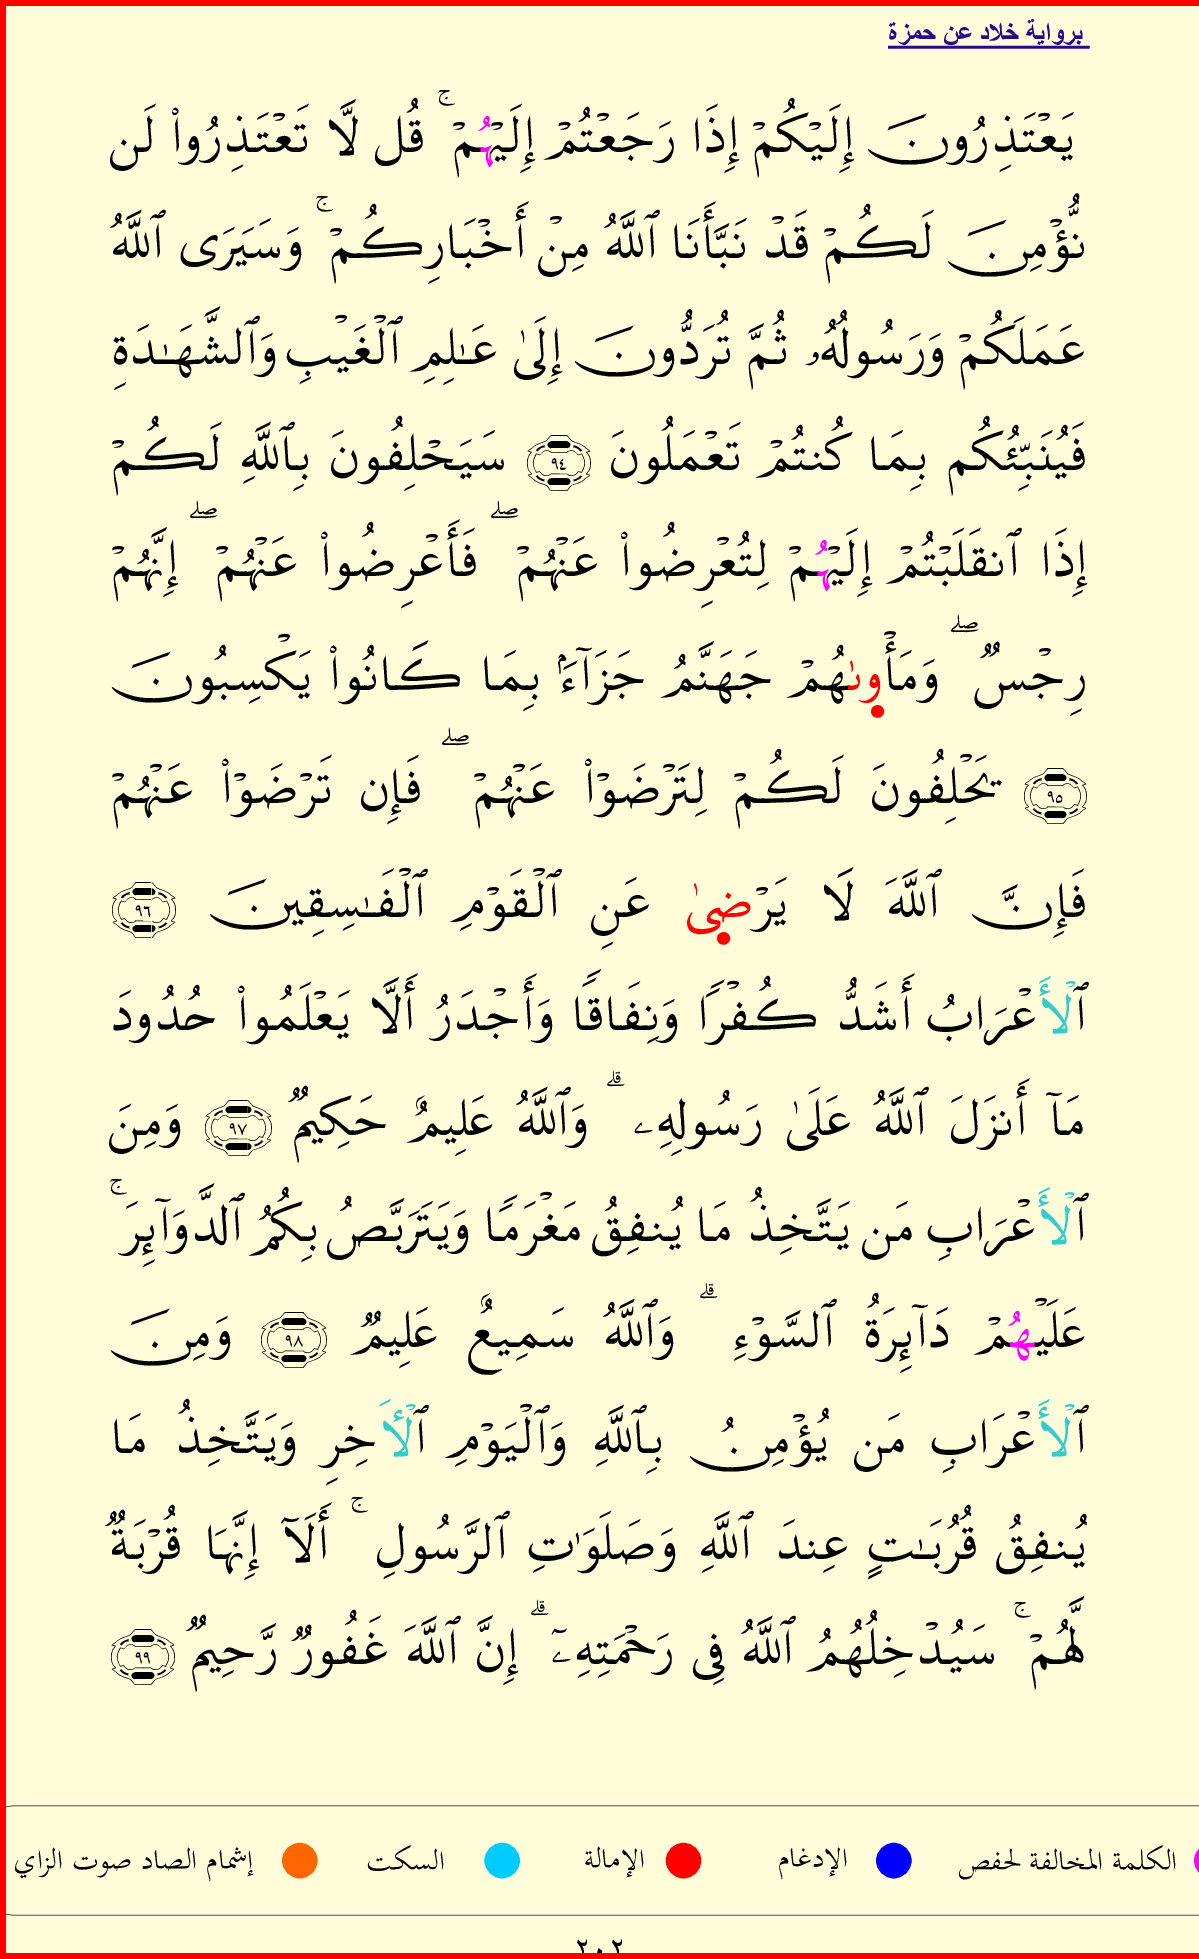 برواية خلاد عن حمزة
يَعْتَذِرُونَ إِلَيْكُمْ إِذَا رَجَعْتُمْ إِلَيْهُمْ ۚ قُل لَّا تَعْتَذِرُوا۟ لَن
نُّؤْمِنَ لَكُمْ قَدْ نَبَّأَنَا ٱللَّهُ مِنْ أَخْبَارِكُمْ ۚ وَسَيَرَى ٱللَّهُ
عَمَلَكُمْ وَرَسُولُهُۥ ثُمَّ تُرَدُّونَ إِلَىٰ عَـٰلِمِ ٱلْغَيْبِ وَٱلشَّهَـٰدَةِ
فَيُنَبِّئُكُم بِمَا كُنتُمْ تَعْمَلُونَ ٩٤ سَيَحْلِفُونَ بِٱللَّهِ لَكُمْ
إِذَا ٱنقَلَبْتُمْ إِلَيْهُمْ لِتُعْرِضُوا۟ عَنْهُمْ ۖ فَأَعْرِضُوا۟ عَنْهُمْ ۖ إِنَّهُمْ
رِجْسٌ ۖ وَمَأْوىٰهُمْ جَهَنَّمُ جَزَآءًۢ بِمَا كَانُوا۟ يَكْسِبُونَ
٩٥ يَحْلِفُونَ لَكُمْ لِتَرْضَوْا۟ عَنْهُمْ ۖ فَإِن تَرْضَوْا۟ عَنْهُمْ
فَإِنَّ ٱللَّهَ لَا يَرْضىٰ عَنِ ٱلْقَوْمِ ٱلْفَـٰسِقِينَ ٩٦
ٱلْأَعْرَابُ أَشَدُّ كُفْرًا وَنِفَاقًا وَأَجْدَرُ أَلَّا يَعْلَمُوا۟ حُدُودَ
مَآ أَنزَلَ ٱللَّهُ عَلَىٰ رَسُولِهِۦ ۗ وَٱللَّهُ عَلِيمٌ حَكِيمٌ ٩٧ وَمِنَ
ٱلْأَعْرَابِ مَن يَتَّخِذُ مَا يُنفِقُ مَغْرَمًا وَيَتَرَبَّصُ بِكُمُ ٱلدَّوَآئِرَ ۚ
عَلَيْهُمْ دَآئِرَةُ ٱلسَّوْءِ ۗ وَٱللَّهُ سَمِيعٌ عَلِيمٌ ٩٨ وَمِنَ
ٱلْأَعْرَابِ مَن يُؤْمِنُ بِٱللَّهِ وَٱلْيَوْمِ ٱلْـَٔاخِرِ وَيَتَّخِذُ مَا
يُنفِقُ قُرُبَـٰتٍ عِندَ ٱللَّهِ وَصَلَوَٰتِ ٱلرَّسُولِ ۚ أَلَآ إِنَّهَا قُرْبَةٌ
لَّهُمْ ۚ سَيُدْخِلُهُمُ ٱللَّهُ فِى رَحْمَتِهِۦٓ ۗ إِنَّ ٱللَّهَ غَفُورٌ رَّحِيمٌ ٩٩
الكلمة المخالفة لحفص الإدغام الإمالة السكت إشمام الصاد صوت الزاي
٢٠٢